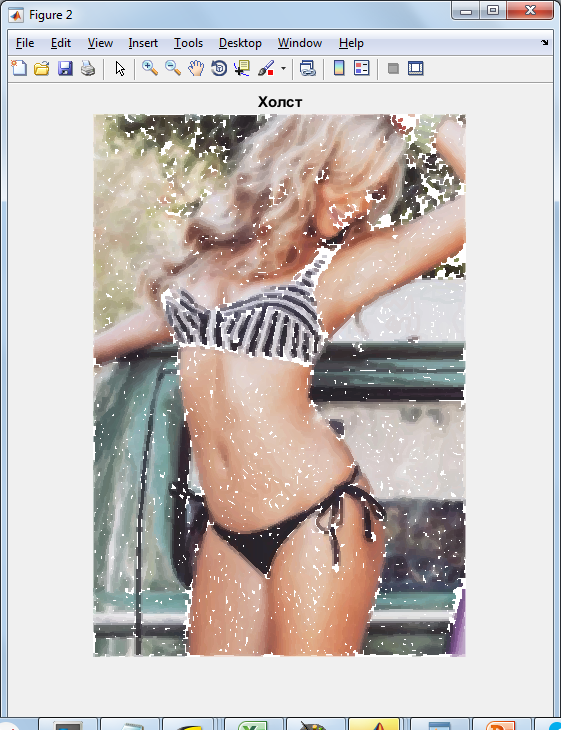 Figure 2
File Edit View Insert Tools Desktop Window Help
Холст